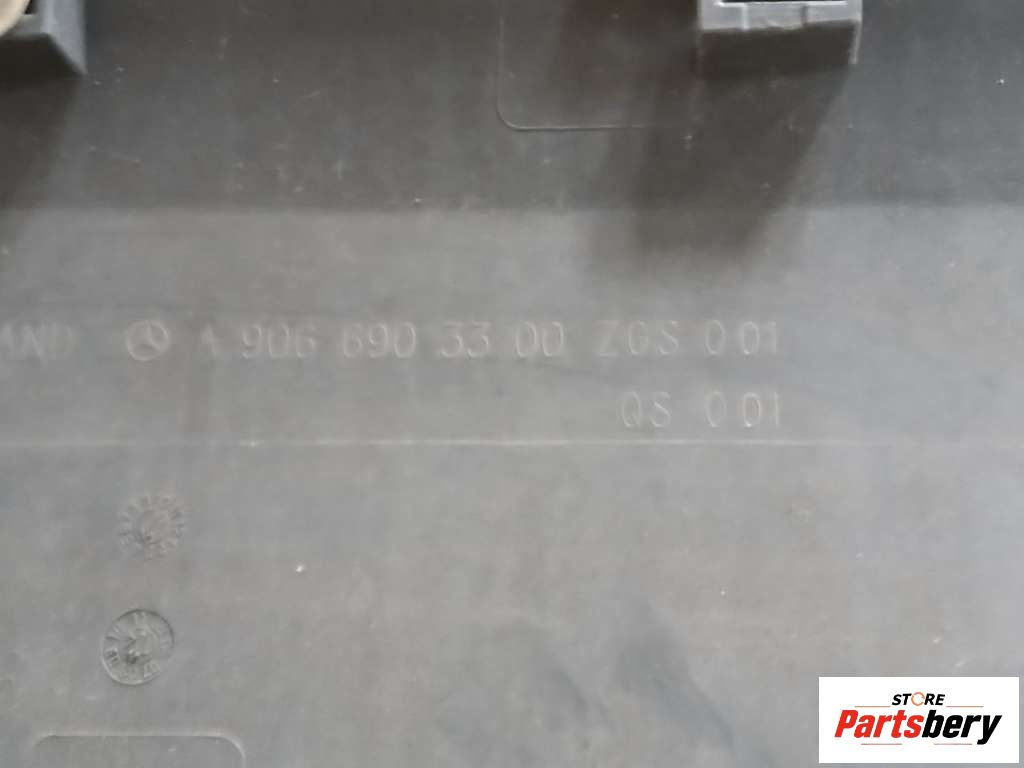 A 906 690 33 00 ZGS 001
QS 001
STORE
Partsbery